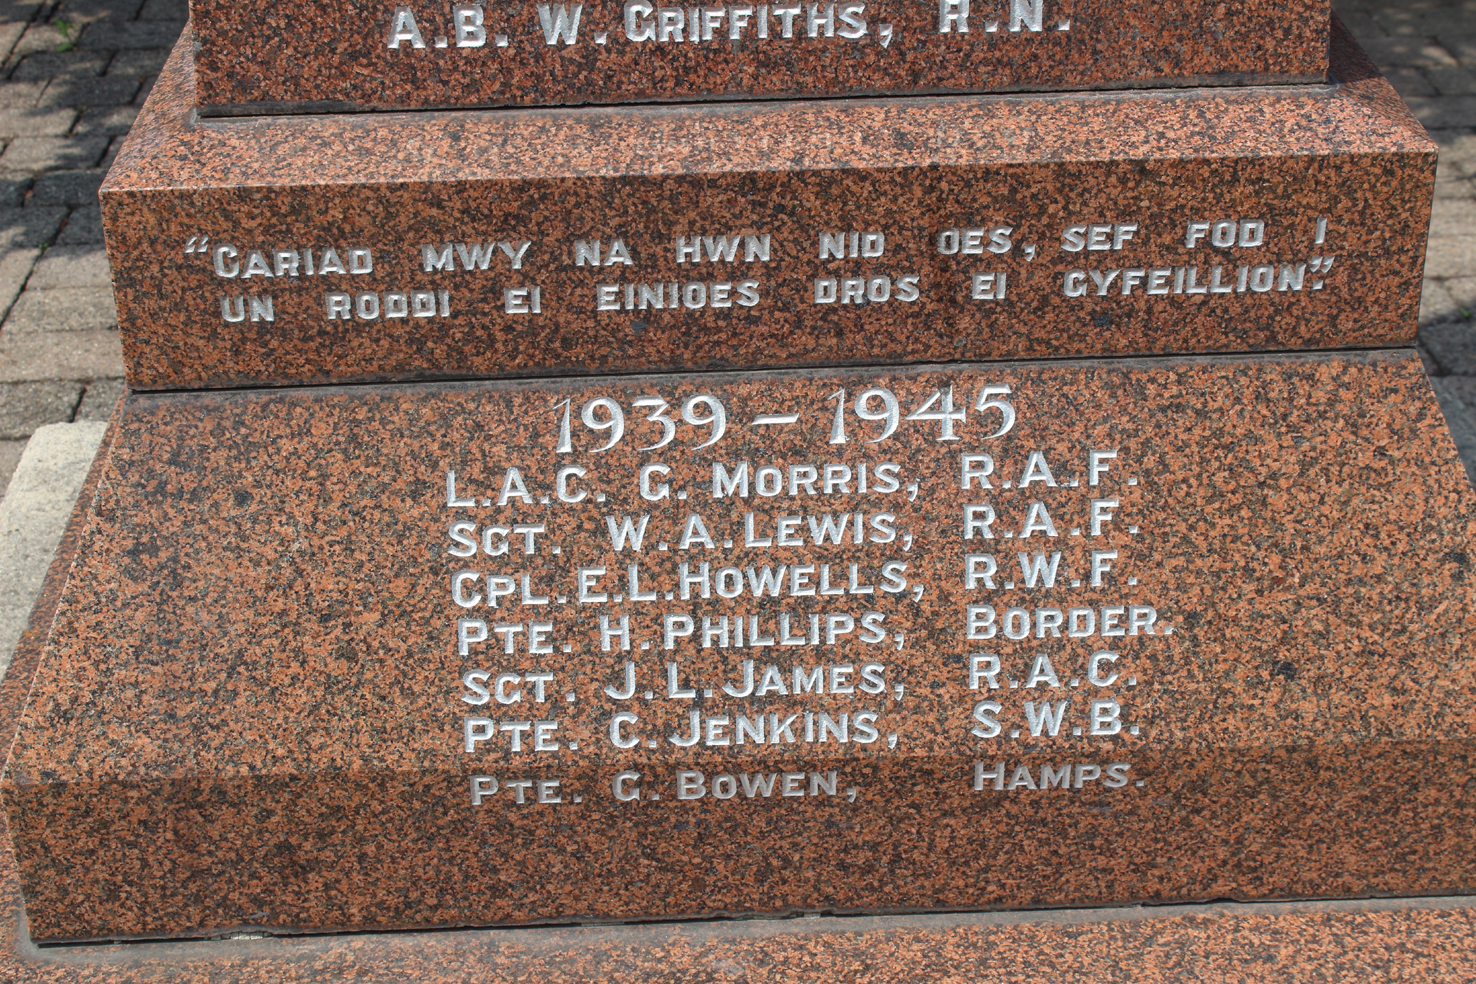 A.B. W. GRIFFITHS, R.N.
"CARIAD MWY NA HWN NID OES, SEF FOD I
UN RODDI EI EINIOES DROS EI GYFEILLION."
1939 – 1945
L.A.C. G. MORRIS, R.A.F.
SGT. W.A. LEWIS, R.A.F.
CPL. E.L. HOWELLS, R.W.F.
PTE. H. PHILLIPS, BORDER.
SGT. J.L. JAMES, R.A.C.
PTE. C. JENKINS, S.W.B.
PTE. G. BOWEN, HAMPS.